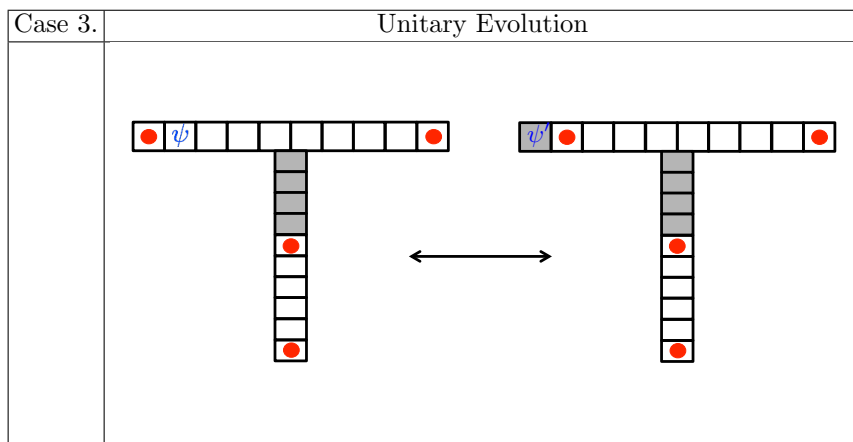 Case 3. Unitary Evolution
ψ ψ'